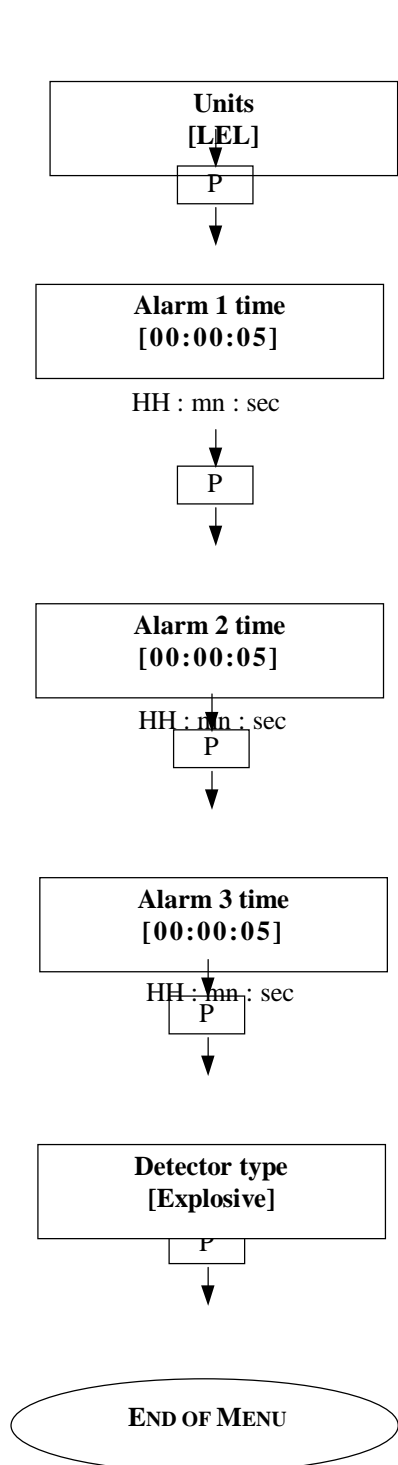 Units
[LEL]
P
Alarm 1 time
[00:00:05]
HH : mn : sec
P
Alarm 2 time
[00:00:05]
HH : mn : sec
P
Alarm 3 time
[00:00:05]
HH : mn : sec
P
Detector type
[Explosive]
P
END OF MENU